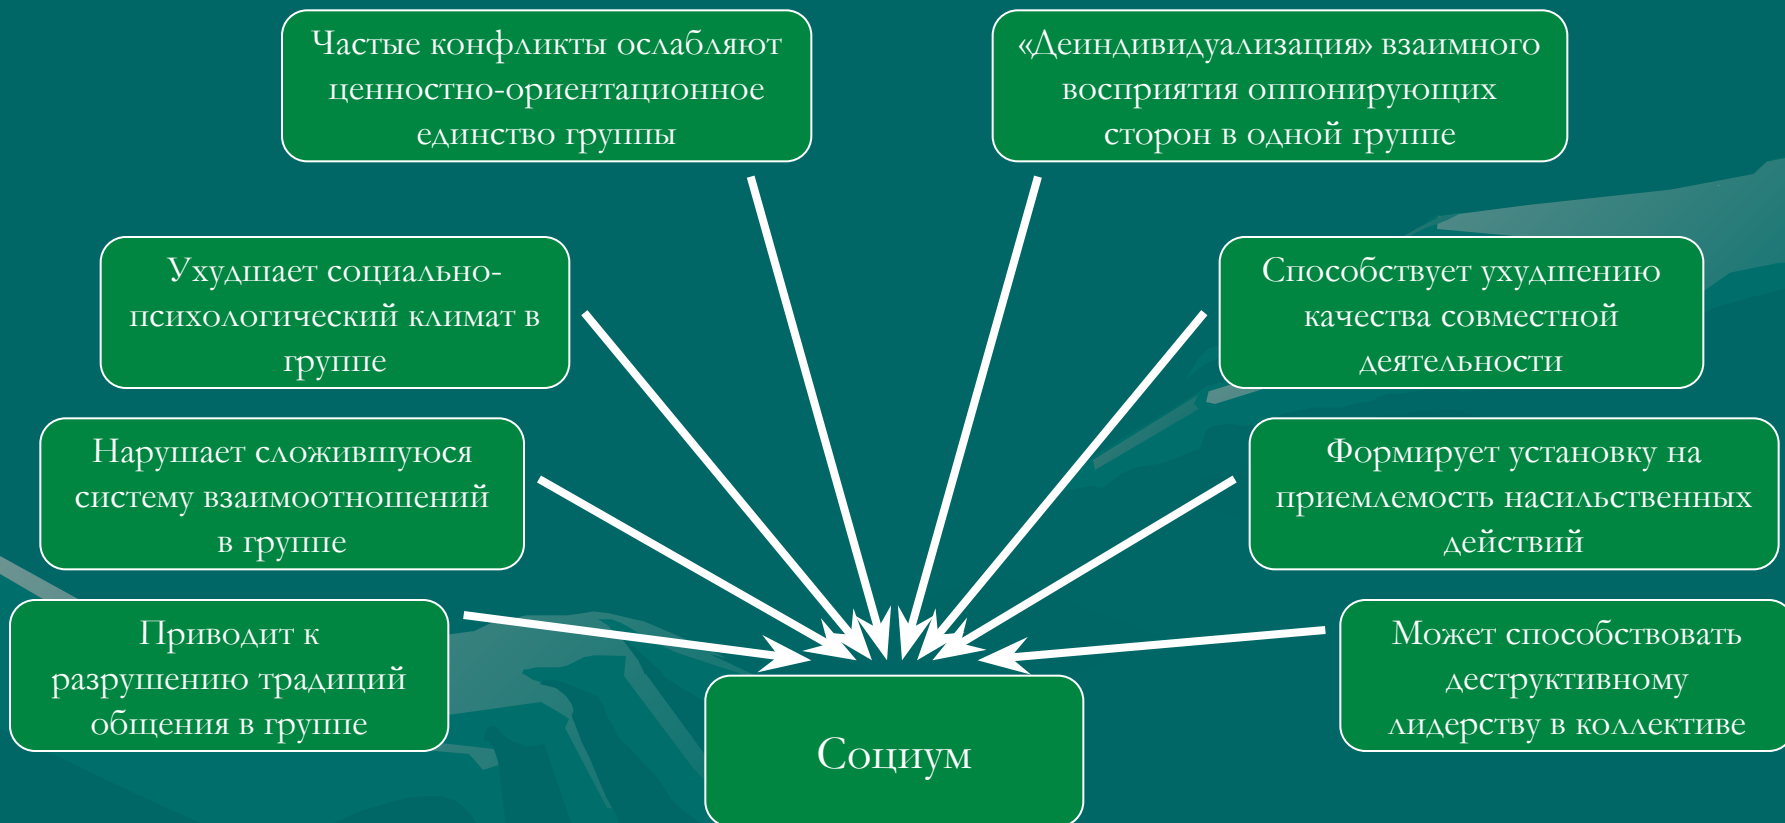 Частые конфликты ослабляют
ценностно-ориентационное
единство группы
«Деиндивидуализация» взаимного
восприятия оппонирующих
сторон в одной группе
Ухудшает социально-
психологический климат в
группе
Способствует ухудшению
качества совместной
деятельности
Нарушает сложившуюся
систему взаимоотношений
в группе
Формирует установку на
приемлемость насильственных
действий
Приводит к
разрушению традиций
общения в группе
Может способствовать
деструктивному
лидерству в коллективе
Социум